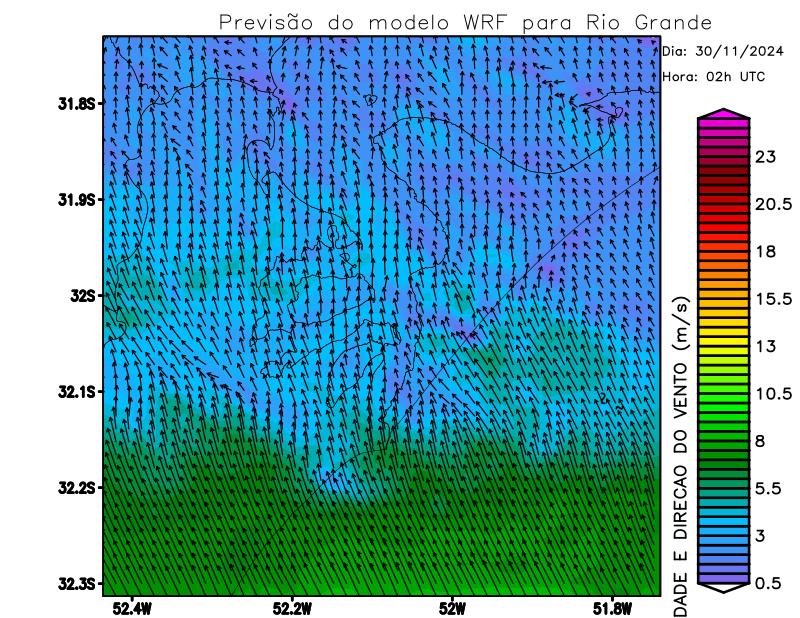 Previsão do modelo WRF para Rio Grande
Dia: 30/11/2024
Hora: 02h UTC
31.8S
31.9S
32S
32.1S
32.2S
32.3S
52.4W
52.2W
52W
51.8W
23
20.5
18
15.5
13
10.5
8
5.5
3
0.5
DADE E DIRECAO DO VENTO (m/s)